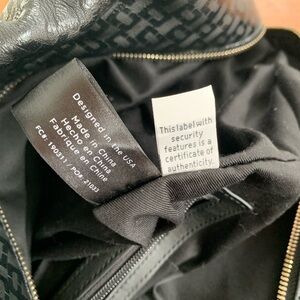 Designed in the USA
Made in China
Hecho en China
Fabrique en Chine
This label with
security
features is a
certificate of
authenticity.